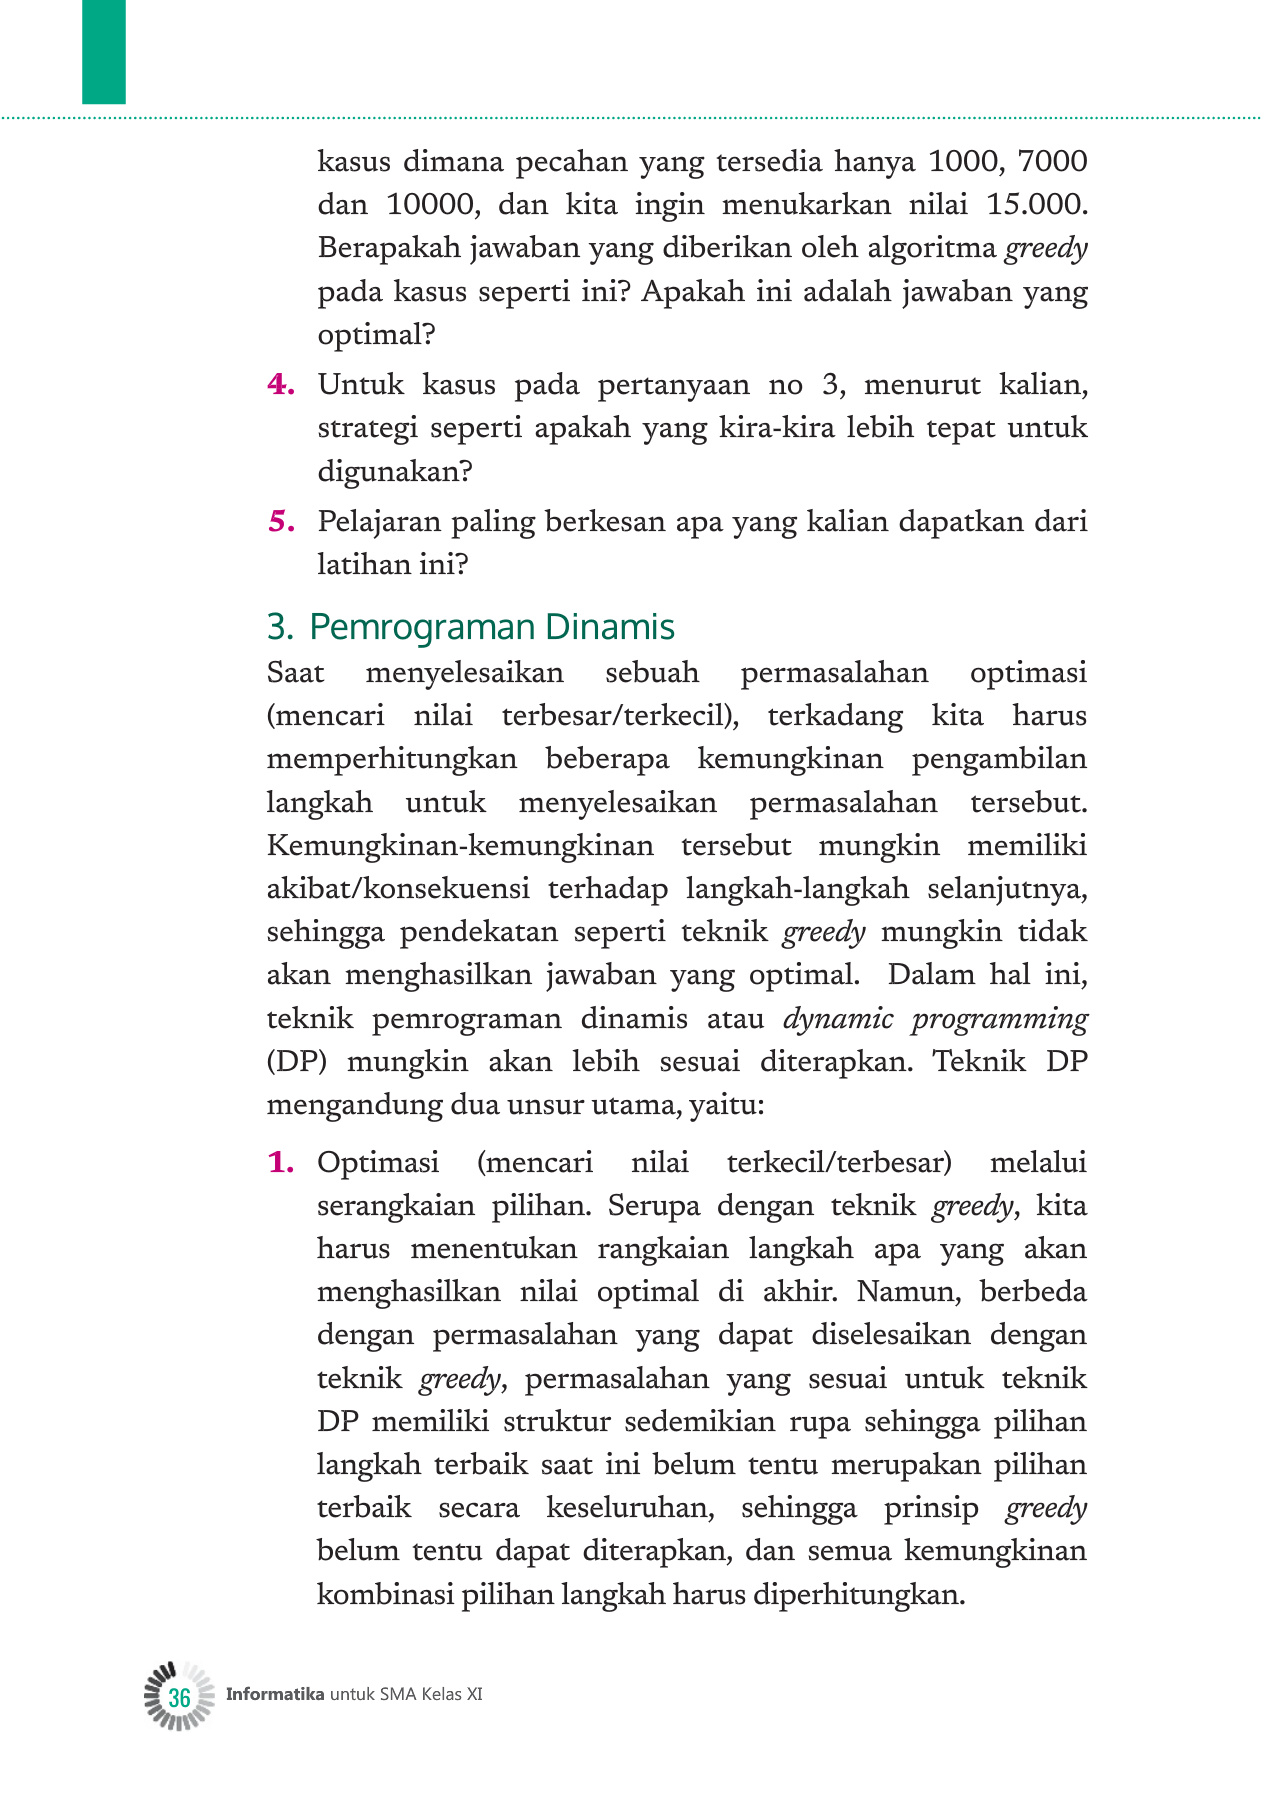 kasus dimana pecahan yang tersedia hanya 1000, 7000
dan 10000, dan kita ingin menukarkan nilai 15.000.
Berapakah jawaban yang diberikan oleh algoritma greedy
pada kasus seperti ini? Apakah ini adalah jawaban yang
optimal?
4. Untuk kasus pada pertanyaan no 3, menurut kalian,
strategi seperti apakah yang kira-kira lebih tepat untuk
digunakan?
5. Pelajaran paling berkesan apa yang kalian dapatkan dari
latihan ini?
3. Pemrograman Dinamis
Saat menyelesaikan sebuah permasalahan optimasi
(mencari nilai terbesar/terkecil), terkadang kita harus
memperhitungkan beberapa kemungkinan pengambilan
langkah untuk menyelesaikan permasalahan tersebut.
Kemungkinan-kemungkinan tersebut mungkin memiliki
akibat/konsekuensi terhadap langkah-langkah selanjutnya,
sehingga pendekatan seperti teknik greedy mungkin tidak
akan menghasilkan jawaban yang optimal. Dalam hal ini,
teknik pemrograman dinamis atau dynamic programming
(DP) mungkin akan lebih sesuai diterapkan. Teknik DP
mengandung dua unsur utama, yaitu:
1. Optimasi (mencari nilai terkecil/terbesar) melalui
serangkaian pilihan. Serupa dengan teknik greedy, kita
harus menentukan rangkaian langkah apa yang akan
menghasilkan nilai optimal di akhir. Namun, berbeda
dengan permasalahan yang dapat diselesaikan dengan
teknik greedy, permasalahan yang sesuai untuk teknik
DP memiliki struktur sedemikian rupa sehingga pilihan
langkah terbaik saat ini belum tentu merupakan pilihan
terbaik secara keseluruhan, sehingga prinsip greedy
belum tentu dapat diterapkan, dan semua kemungkinan
kombinasi pilihan langkah harus diperhitungkan.
36 Informatika untuk SMA Kelas XI